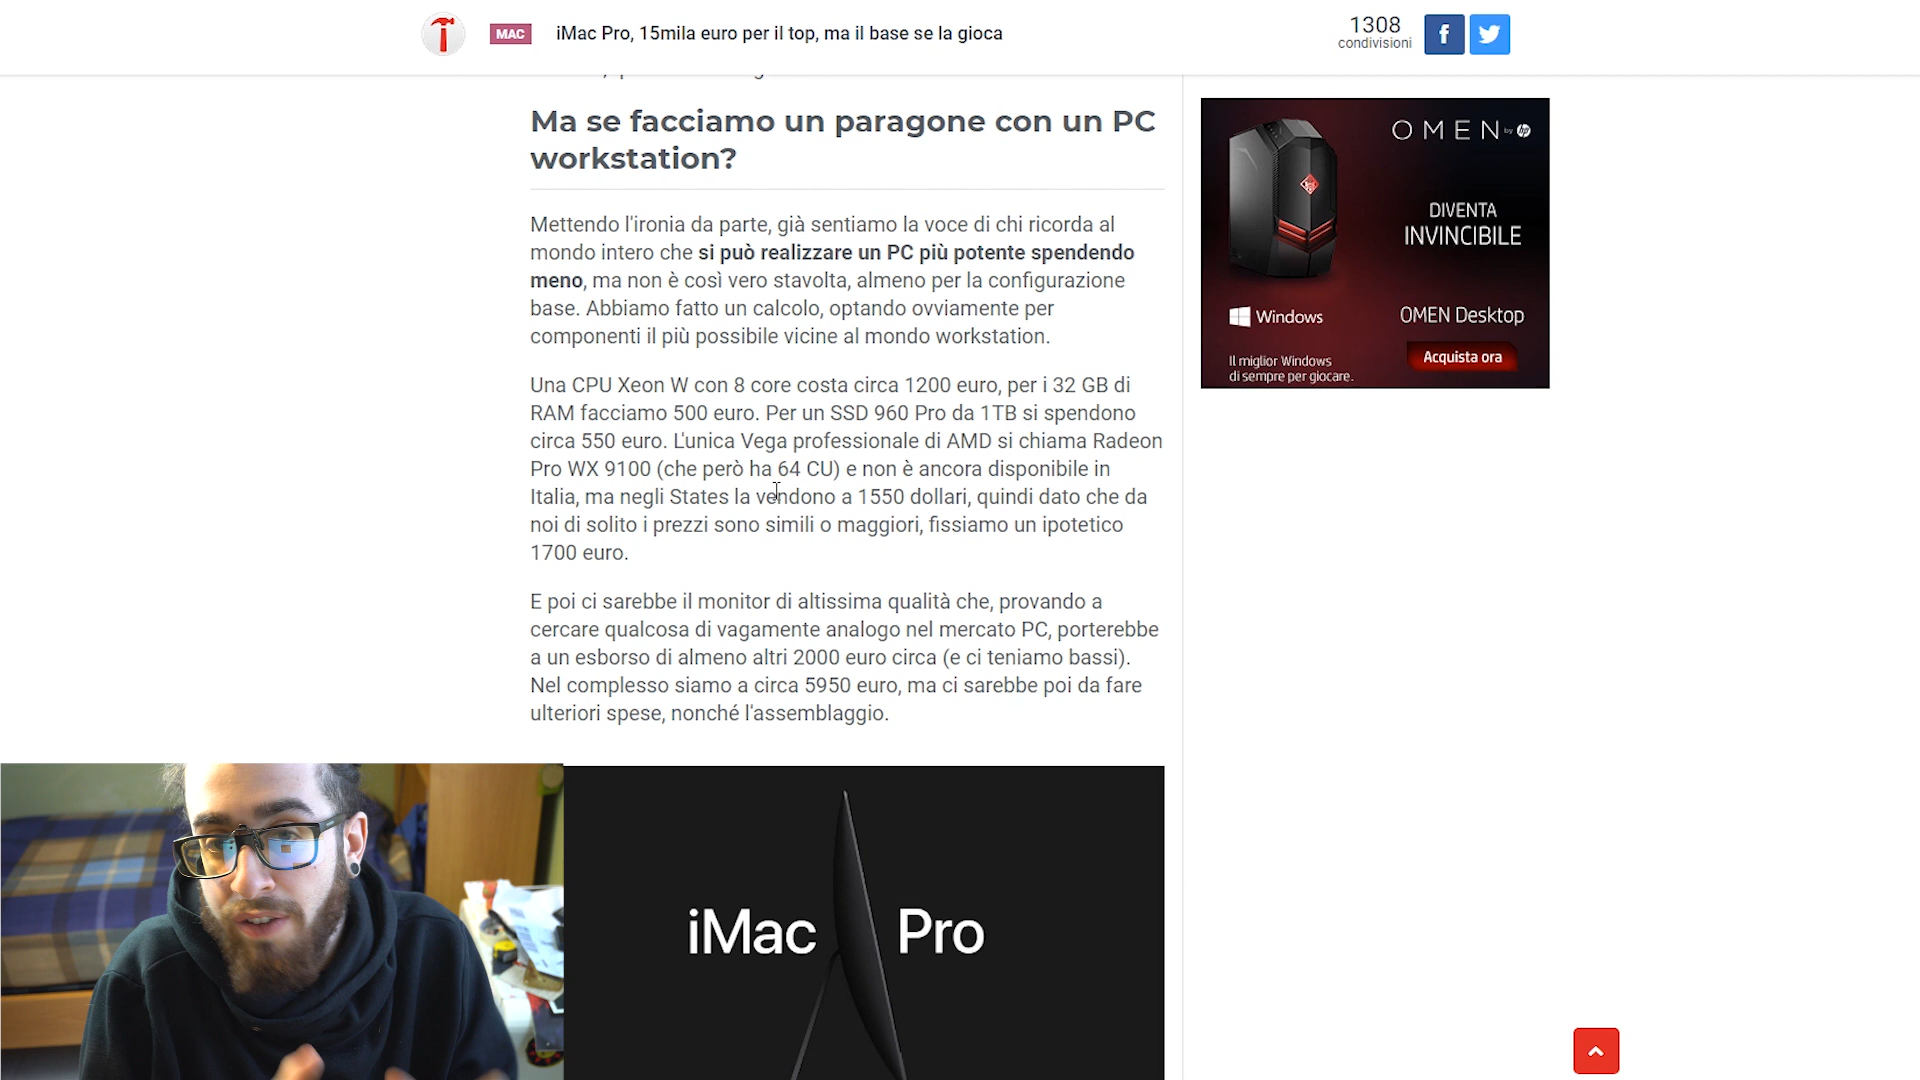 MAC
iMac Pro, 15mila euro per il top, ma il base se la gioca
1308
condivisioni
Ma se facciamo un paragone con un PC
workstation?
Mettendo l'ironia da parte, già sentiamo la voce di chi ricorda al
mondo intero che si può realizzare un PC più potente spendendo
meno, ma non è così vero stavolta, almeno per la configurazione
base. Abbiamo fatto un calcolo, optando ovviamente per
componenti il più possibile vicine al mondo workstation.
Una CPU Xeon W con 8 core costa circa 1200 euro, per i 32 GB di
RAM facciamo 500 euro. Per un SSD 960 Pro da 1TB si spendono
circa 550 euro. L'unica Vega professionale di AMD si chiama Radeon
Pro WX 9100 (che però ha 64 CU) e non è ancora disponibile in
Italia, ma negli States la vendono a 1550 dollari, quindi dato che da
noi di solito i prezzi sono simili o maggiori, fissiamo un ipotetico
1700 euro.
E poi ci sarebbe il monitor di altissima qualità che, provando a
cercare qualcosa di vagamente analogo nel mercato PC, porterebbe
a un esborso di almeno altri 2000 euro circa (e ci teniamo bassi).
Nel complesso siamo a circa 5950 euro, ma ci sarebbe poi da fare
ulteriori spese, nonché l'assemblaggio.
OMEN by hp
DIVENTA
INVINCIBILE
Windows
OMEN Desktop
Il miglior Windows
di sempre per giocare.
Acquista ora
iMac Pro